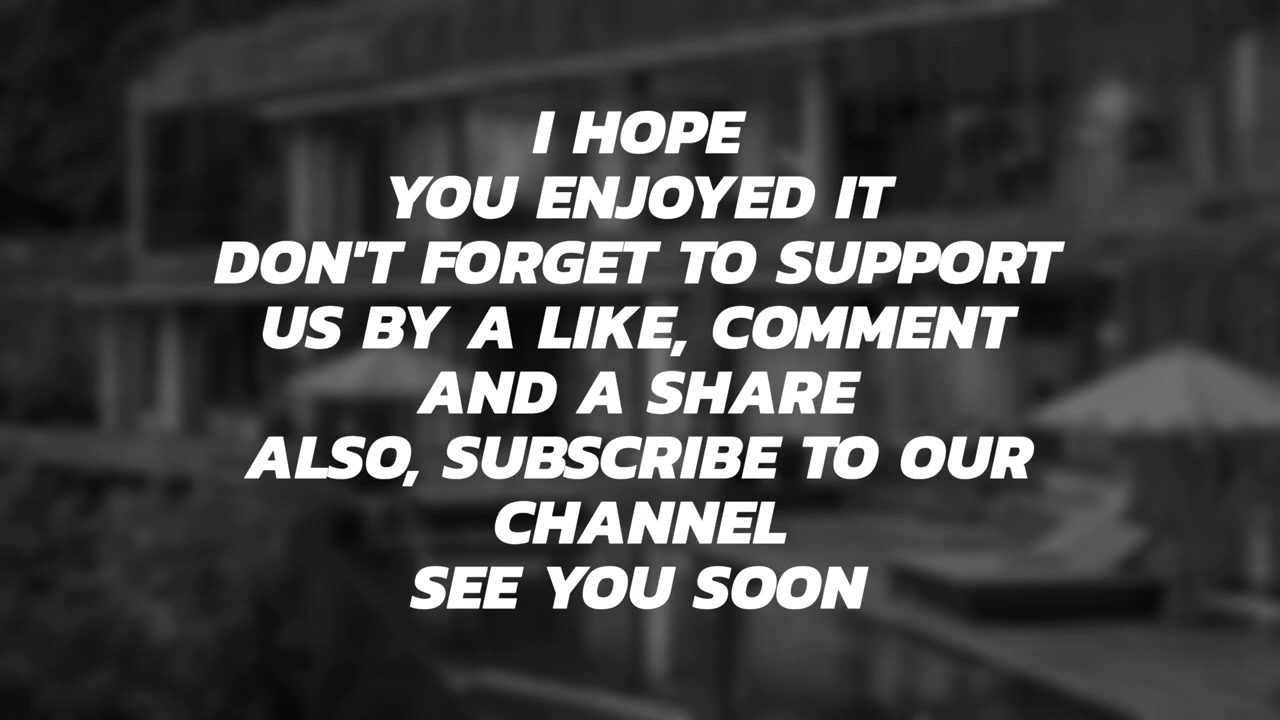 I HOPE
YOU ENJOYED IT
DON'T FORGET TO SUPPORT
US BY A LIKE, COMMENT
AND A SHARE
ALSO, SUBSCRIBE TO OUR
CHANNEL
SEE YOU SOON